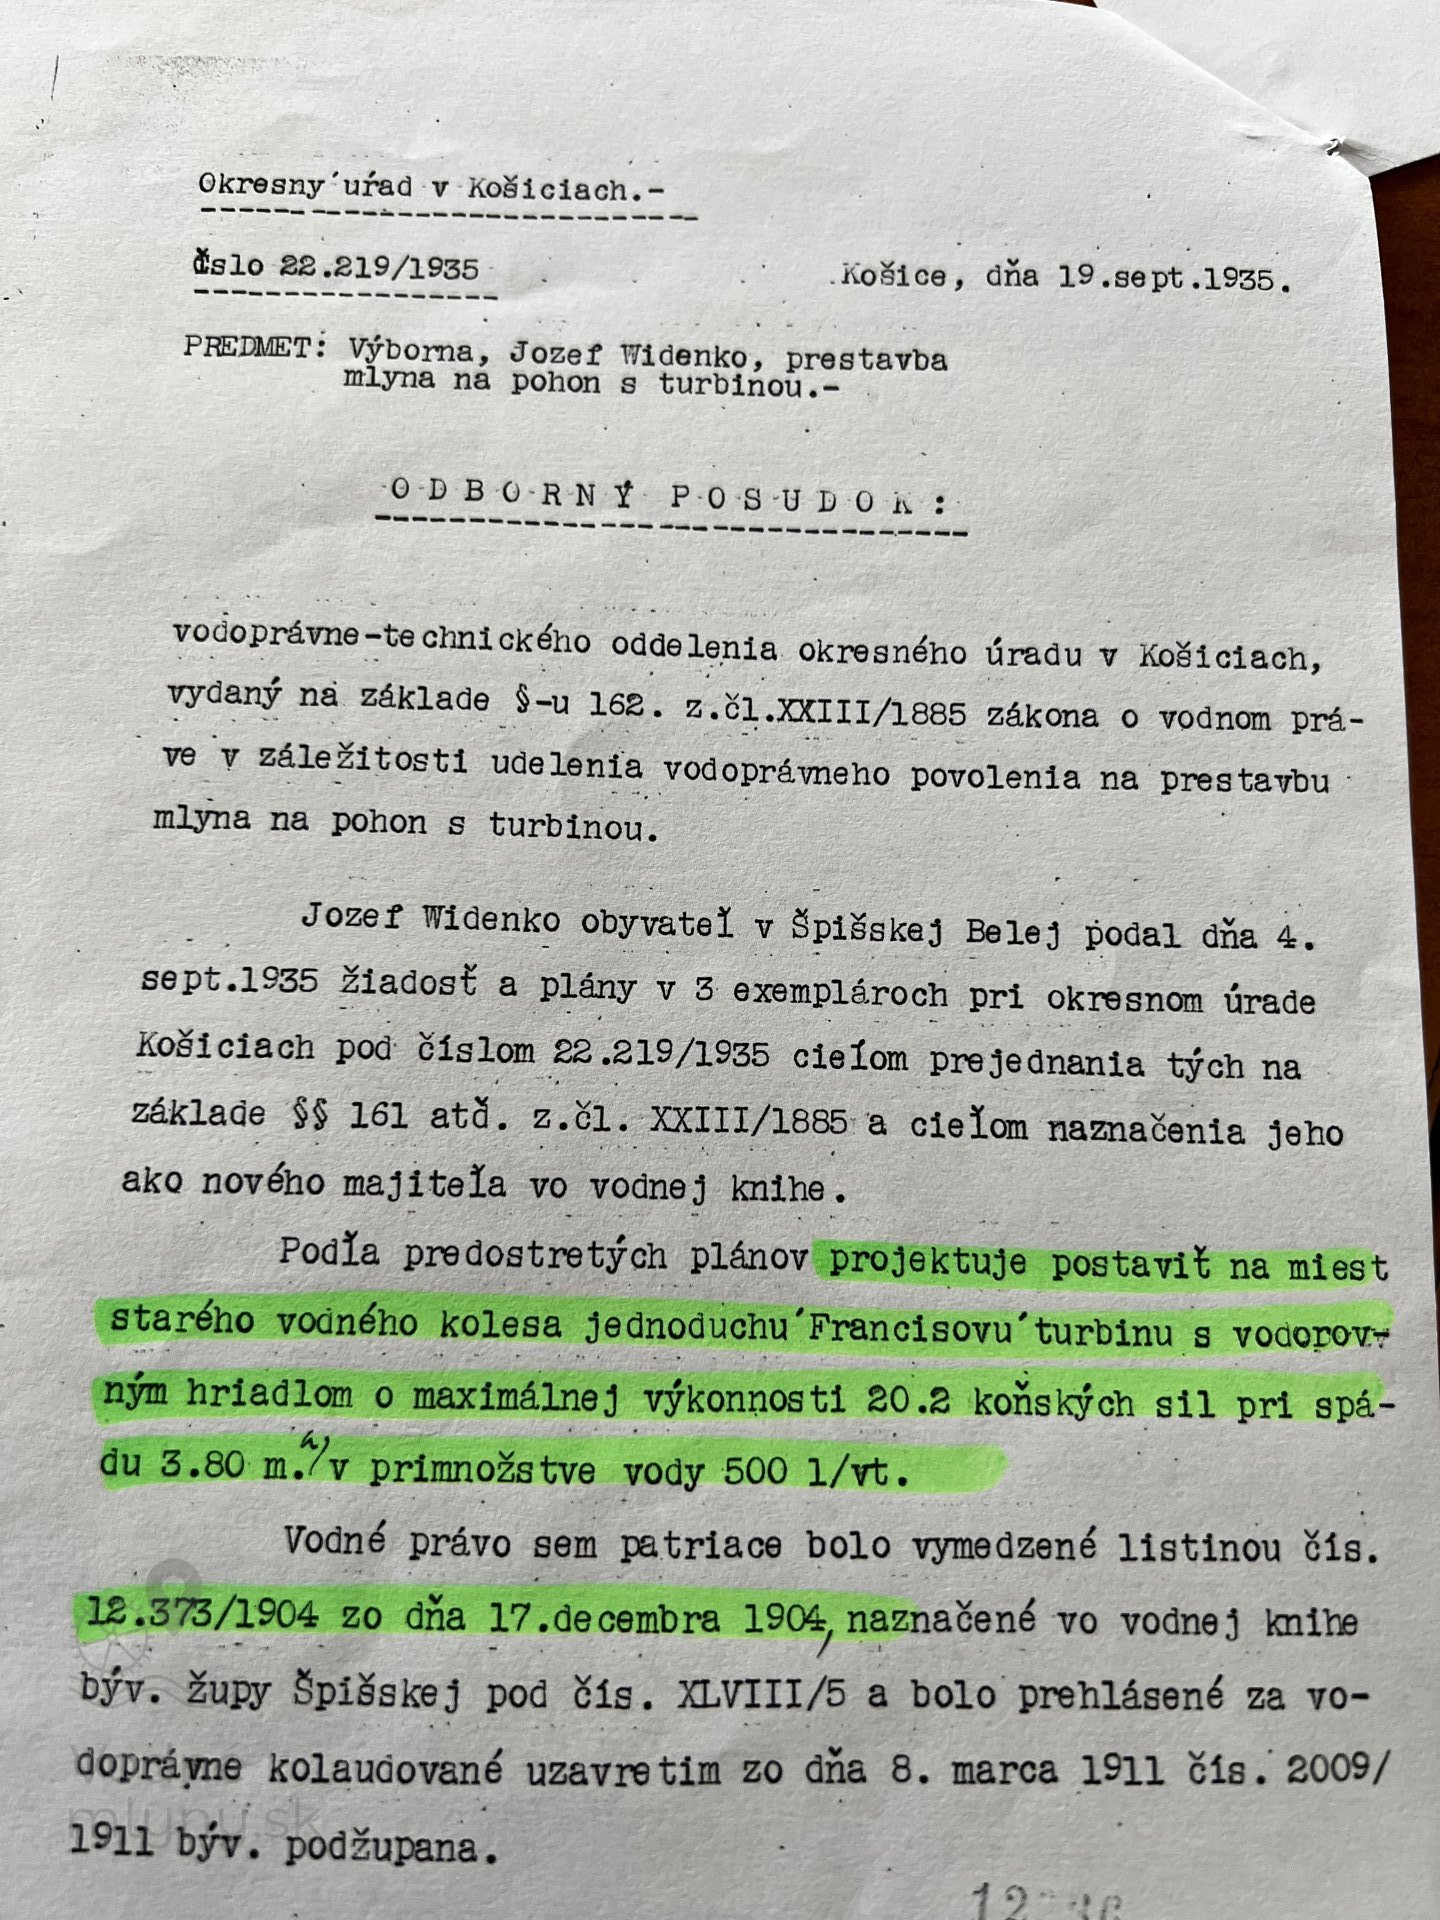 Okresny´uŕad v Košiciach.-
čslo 22.219/1935
Košice, dňa 19.sept.1935.
PREDMET: Výborna, Jozef Widenko, prestavba
mlyna na pohon s turbinou.-
ODBORNÝ POSUDOK:
vodoprávne-technického oddelenia okresného úradu v Košiciach,
vydaný na základe §-u 162. z.čl.XXIII/1885 zákona o vodnom prá-
ve v záležitosti udelenia vodoprávneho povolenia na prestavbu
mlyna na pohon s turbinou.
Jozef Widenko obyvateľ v Špišskej Belej podal dňa 4.
sept.1935 žiadosť a plány v 3 exemplároch pri okresnom úrade
Košiciach pod číslom 22.219/1935 cieľom prejednania tých na
základe §§ 161 atď. z.čl. XXIII/1885 a cieľom naznačenia jeho
ako nového majiteľa vo vodnej knihe.
Podľa predostretých plánov projektuje postaviť na miest
starého vodného kolesa jednoduchu´Francisovu´turbinu s vodorov-
ným hriadlom o maximálnej výkonnosti 20.2 koňských sil pri spá-
du 3.80 m. a/v primnožstve vody 500 l/vt.
Vodné právo sem patriace bolo vymedzené listinou čís.
12.373/1904 zo dňa 17.decembra 1904, naznačené vo vodnej knihe
býv. župy Špišskej pod čís. XLVIII/5 a bolo prehlásené za vo-
doprávne kolaudované uzavretim zo dňa 8. marca 1911 čís. 2009/
1911 býv. podžupana.
mlyny.sk